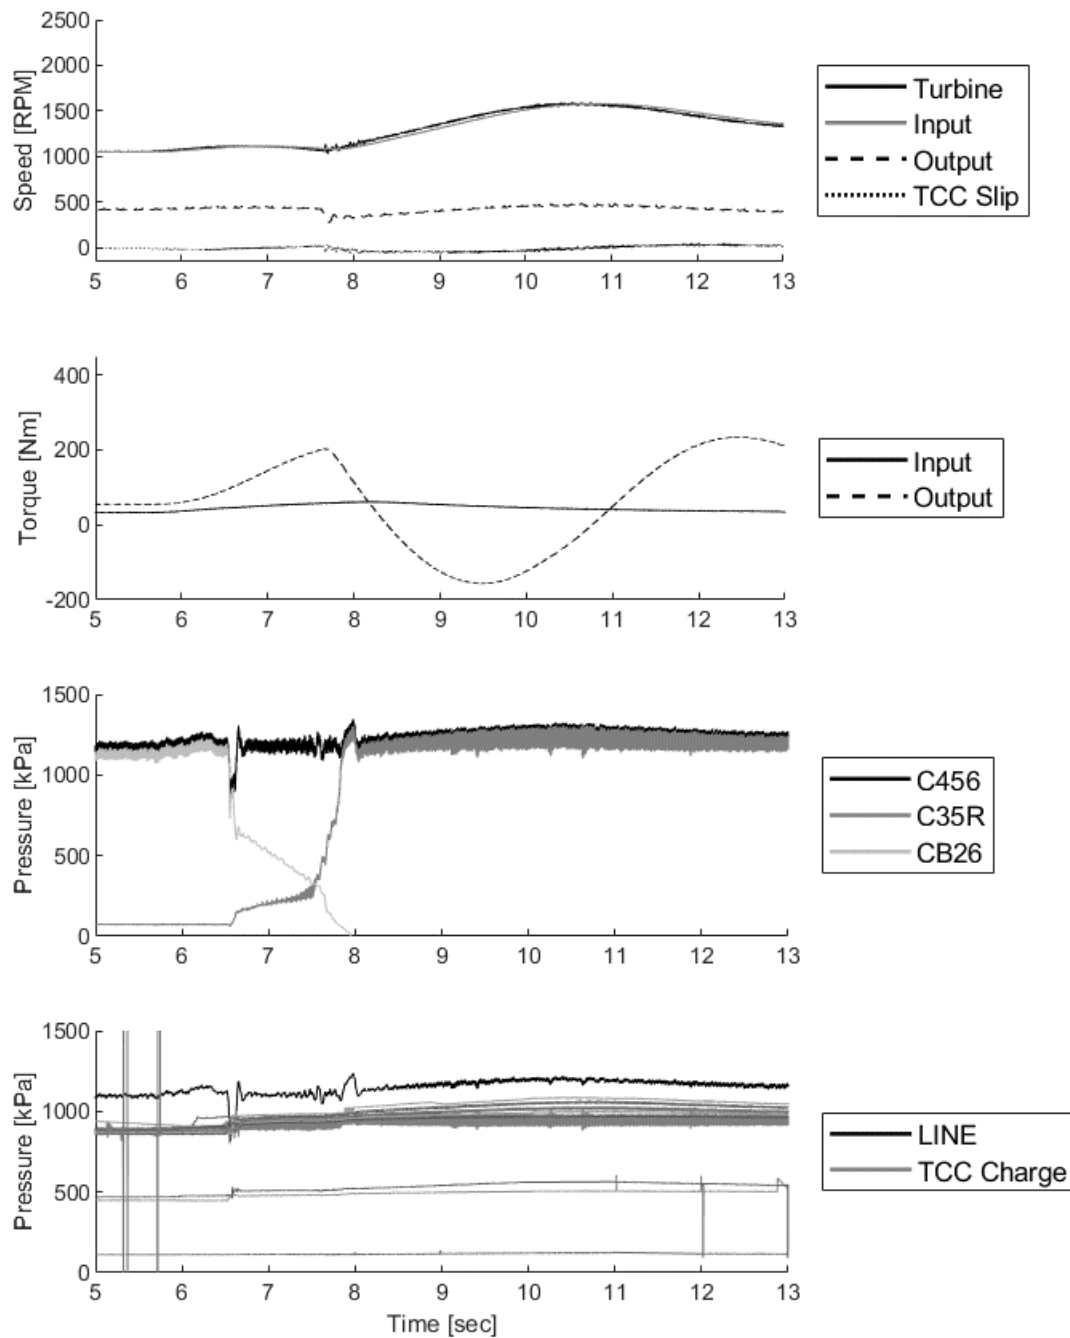 2500
2000
1500
1000
500
0
Speed [RPM]
5 6 7 8 9 10 11 12 13
Turbine
Input
Output
TCC Slip
400
200
0
-200
Torque [Nm]
5 6 7 8 9 10 11 12 13
Input
Output
1500
1000
500
0
Pressure [kPa]
5 6 7 8 9 10 11 12 13
C456
C35R
CB26
1500
1000
500
0
Pressure [kPa]
5 6 7 8 9 10 11 12 13
Time [sec]
LINE
TCC Charge